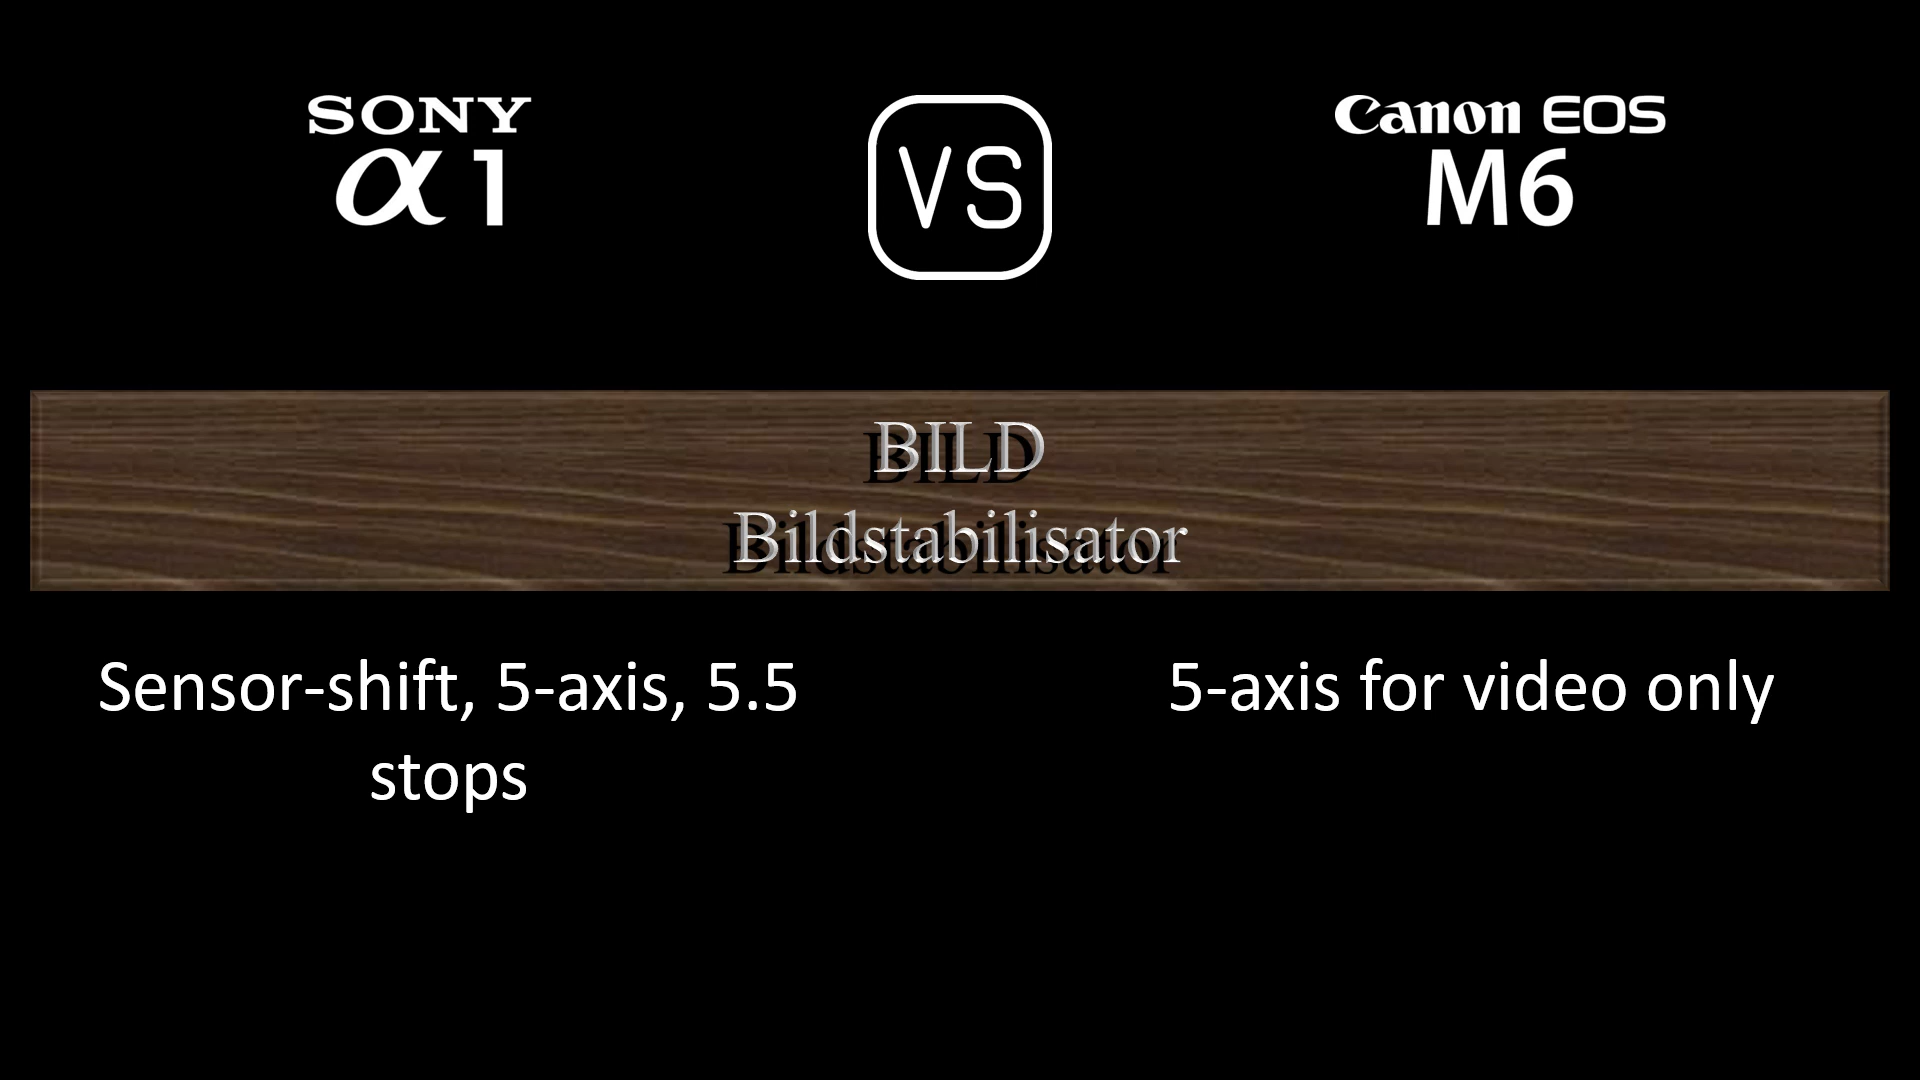 SONY
α1
VS
Canon EOS
M6
BILD
Bildstabilisator
Sensor-shift, 5-axis, 5.5
stops
5-axis for video only